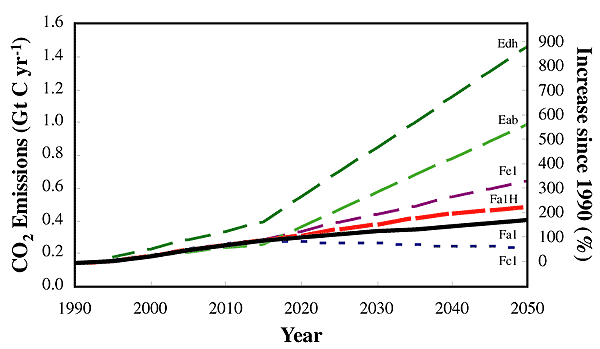 1.6
1.4
1.2
1.0
0.8
0.6
0.4
0.2
0.0
CO2 Emissions (Gt C yr-1)
1990
2000
2010
2020
2030
2040
2050
Year
900
800
700
600
500
400
300
200
100
0
Increase since 1990 (%)
Edh
Eab
Fe1
Fa1H
Fa1
Fc1